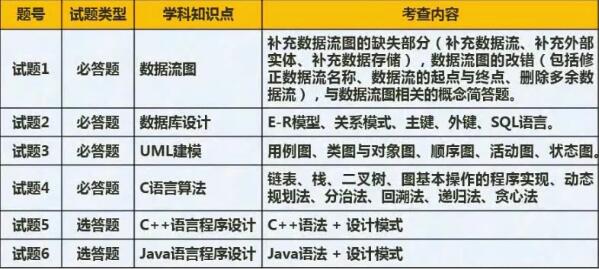 题号 试题类型 学科知识点 考查内容
试题1 必答题 数据流图 补充数据流图的缺失部分（补充数据流、补充外部
实体、补充数据存储），数据流图的改错（包括修
正数据流名称、数据流的起点与终点、删除多余数
据流），与数据流图相关的概念简答题。
试题2 必答题 数据库设计 E-R模型、关系模式、主键、外键、SQL语言。
试题3 必答题 UML建模 用例图、类图与对象图、顺序图、活动图、状态图。
试题4 必答题 C语言算法 链表、栈、二叉树、图基本操作的程序实现、动态
规划法、分治法、回溯法、递归法、贪心法
试题5 选答题 C++语言程序设计 C++语法 + 设计模式
试题6 选答题 Java语言程序设计 Java语法 + 设计模式